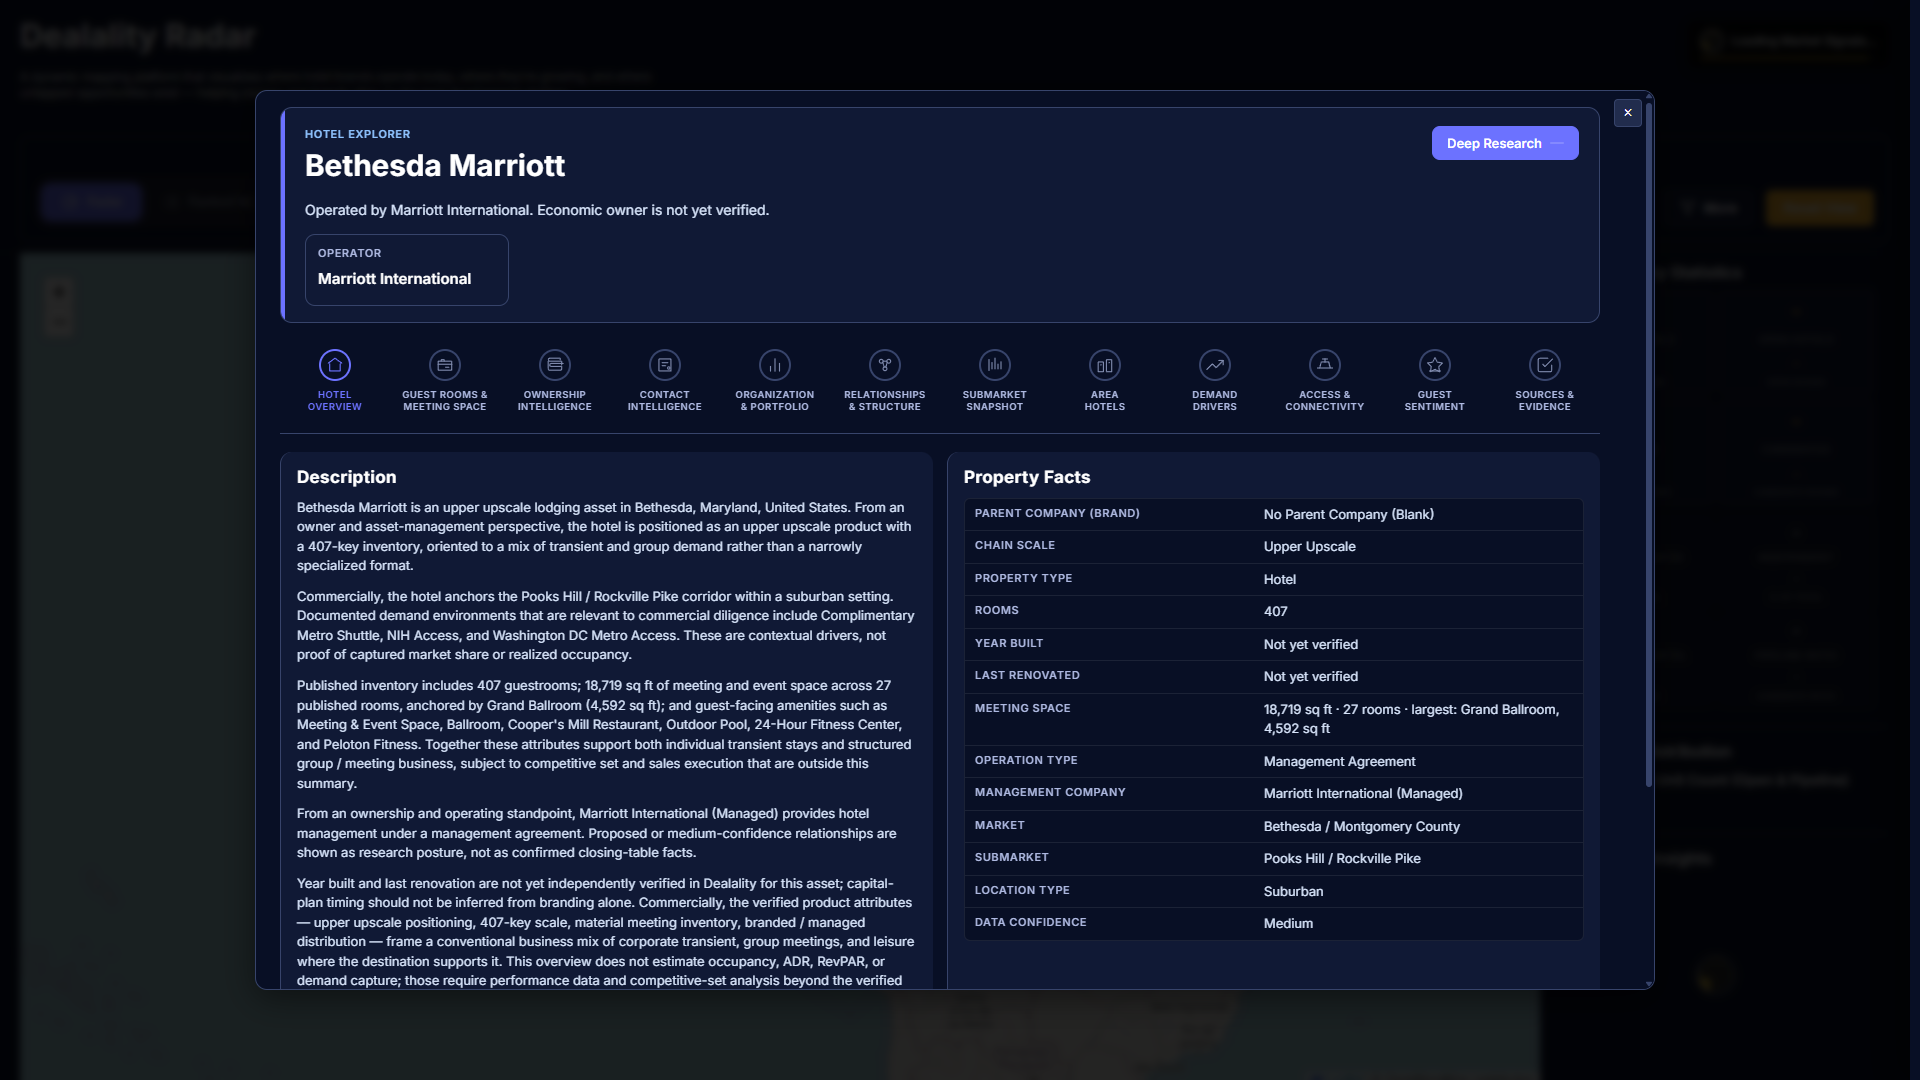 Dealality Radar
×
HOTEL EXPLORER
Bethesda Marriott
Deep Research
Operated by Marriott International. Economic owner is not yet verified.
OPERATOR
Marriott International
HOTEL
OVERVIEW
GUEST ROOMS &
MEETING SPACE
OWNERSHIP
INTELLIGENCE
CONTACT
INTELLIGENCE
ORGANIZATION
& PORTFOLIO
RELATIONSHIPS
& STRUCTURE
SUBMARKET
SNAPSHOT
AREA
HOTELS
DEMAND
DRIVERS
ACCESS &
CONNECTIVITY
GUEST
SENTIMENT
SOURCES &
EVIDENCE
Description
Bethesda Marriott is an upper upscale lodging asset in Bethesda, Maryland, United States. From an
owner and asset-management perspective, the hotel is positioned as an upper upscale product with
a 407-key inventory, oriented to a mix of transient and group demand rather than a narrowly
specialized format.
Commercially, the hotel anchors the Pooks Hill / Rockville Pike corridor within a suburban setting.
Documented demand environments that are relevant to commercial diligence include Complimentary
Metro Shuttle, NIH Access, and Washington DC Metro Access. These are contextual drivers, not
proof of captured market share or realized occupancy.
Published inventory includes 407 guestrooms; 18,719 sq ft of meeting and event space across 27
published rooms, anchored by Grand Ballroom (4,592 sq ft); and guest-facing amenities such as
Meeting & Event Space, Ballroom, Cooper's Mill Restaurant, Outdoor Pool, 24-Hour Fitness Center,
and Peloton Fitness. Together these attributes support both individual transient stays and structured
group / meeting business, subject to competitive set and sales execution that are outside this
summary.
From an ownership and operating standpoint, Marriott International (Managed) provides hotel
management under a management agreement. Proposed or medium-confidence relationships are
shown as research posture, not as confirmed closing-table facts.
Year built and last renovation are not yet independently verified in Dealality for this asset; capital-
plan timing should not be inferred from branding alone. Commercially, the verified product attributes
— upper upscale positioning, 407-key scale, material meeting inventory, branded / managed
distribution — frame a conventional business mix of corporate transient, group meetings, and leisure
where the destination supports it. This overview does not estimate occupancy, ADR, RevPAR, or
demand capture; those require performance data and competitive-set analysis beyond the verified
Property Facts
PARENT COMPANY (BRAND) No Parent Company (Blank)
CHAIN SCALE Upper Upscale
PROPERTY TYPE Hotel
ROOMS 407
YEAR BUILT Not yet verified
LAST RENOVATED Not yet verified
MEETING SPACE 18,719 sq ft · 27 rooms · largest: Grand Ballroom,
4,592 sq ft
OPERATION TYPE Management Agreement
MANAGEMENT COMPANY Marriott International (Managed)
MARKET Bethesda / Montgomery County
SUBMARKET Pooks Hill / Rockville Pike
LOCATION TYPE Suburban
DATA CONFIDENCE Medium